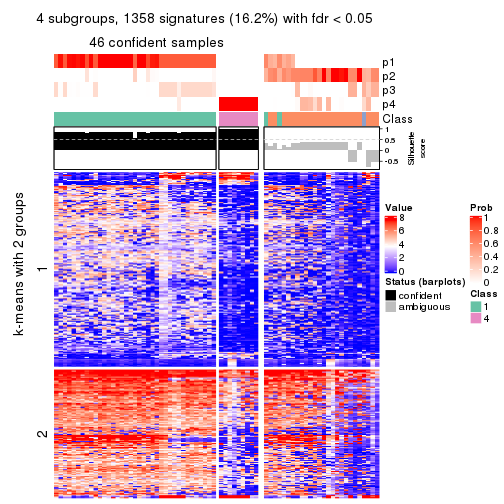 4 subgroups, 1358 signatures (16.2%) with fdr < 0.05
46 confident samples
p1
p2
p3
p4
Class
1
0.5
0
-0.5
Silhouette
score
k-means with 2 groups
1
2
Value
8
6
4
2
0
Status (barplots)
confident
ambiguous
Prob
1
0.8
0.6
0.4
0.2
0
Class
1
4